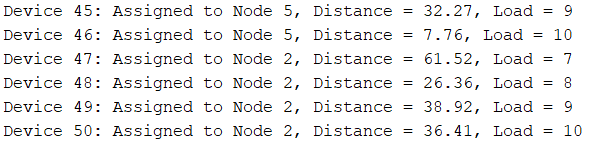 Device 45: Assigned to Node 5, Distance = 32.27, Load = 9
Device 46: Assigned to Node 5, Distance = 7.76, Load = 10
Device 47: Assigned to Node 2, Distance = 61.52, Load = 7
Device 48: Assigned to Node 2, Distance = 26.36, Load = 8
Device 49: Assigned to Node 2, Distance = 38.92, Load = 9
Device 50: Assigned to Node 2, Distance = 36.41, Load = 10